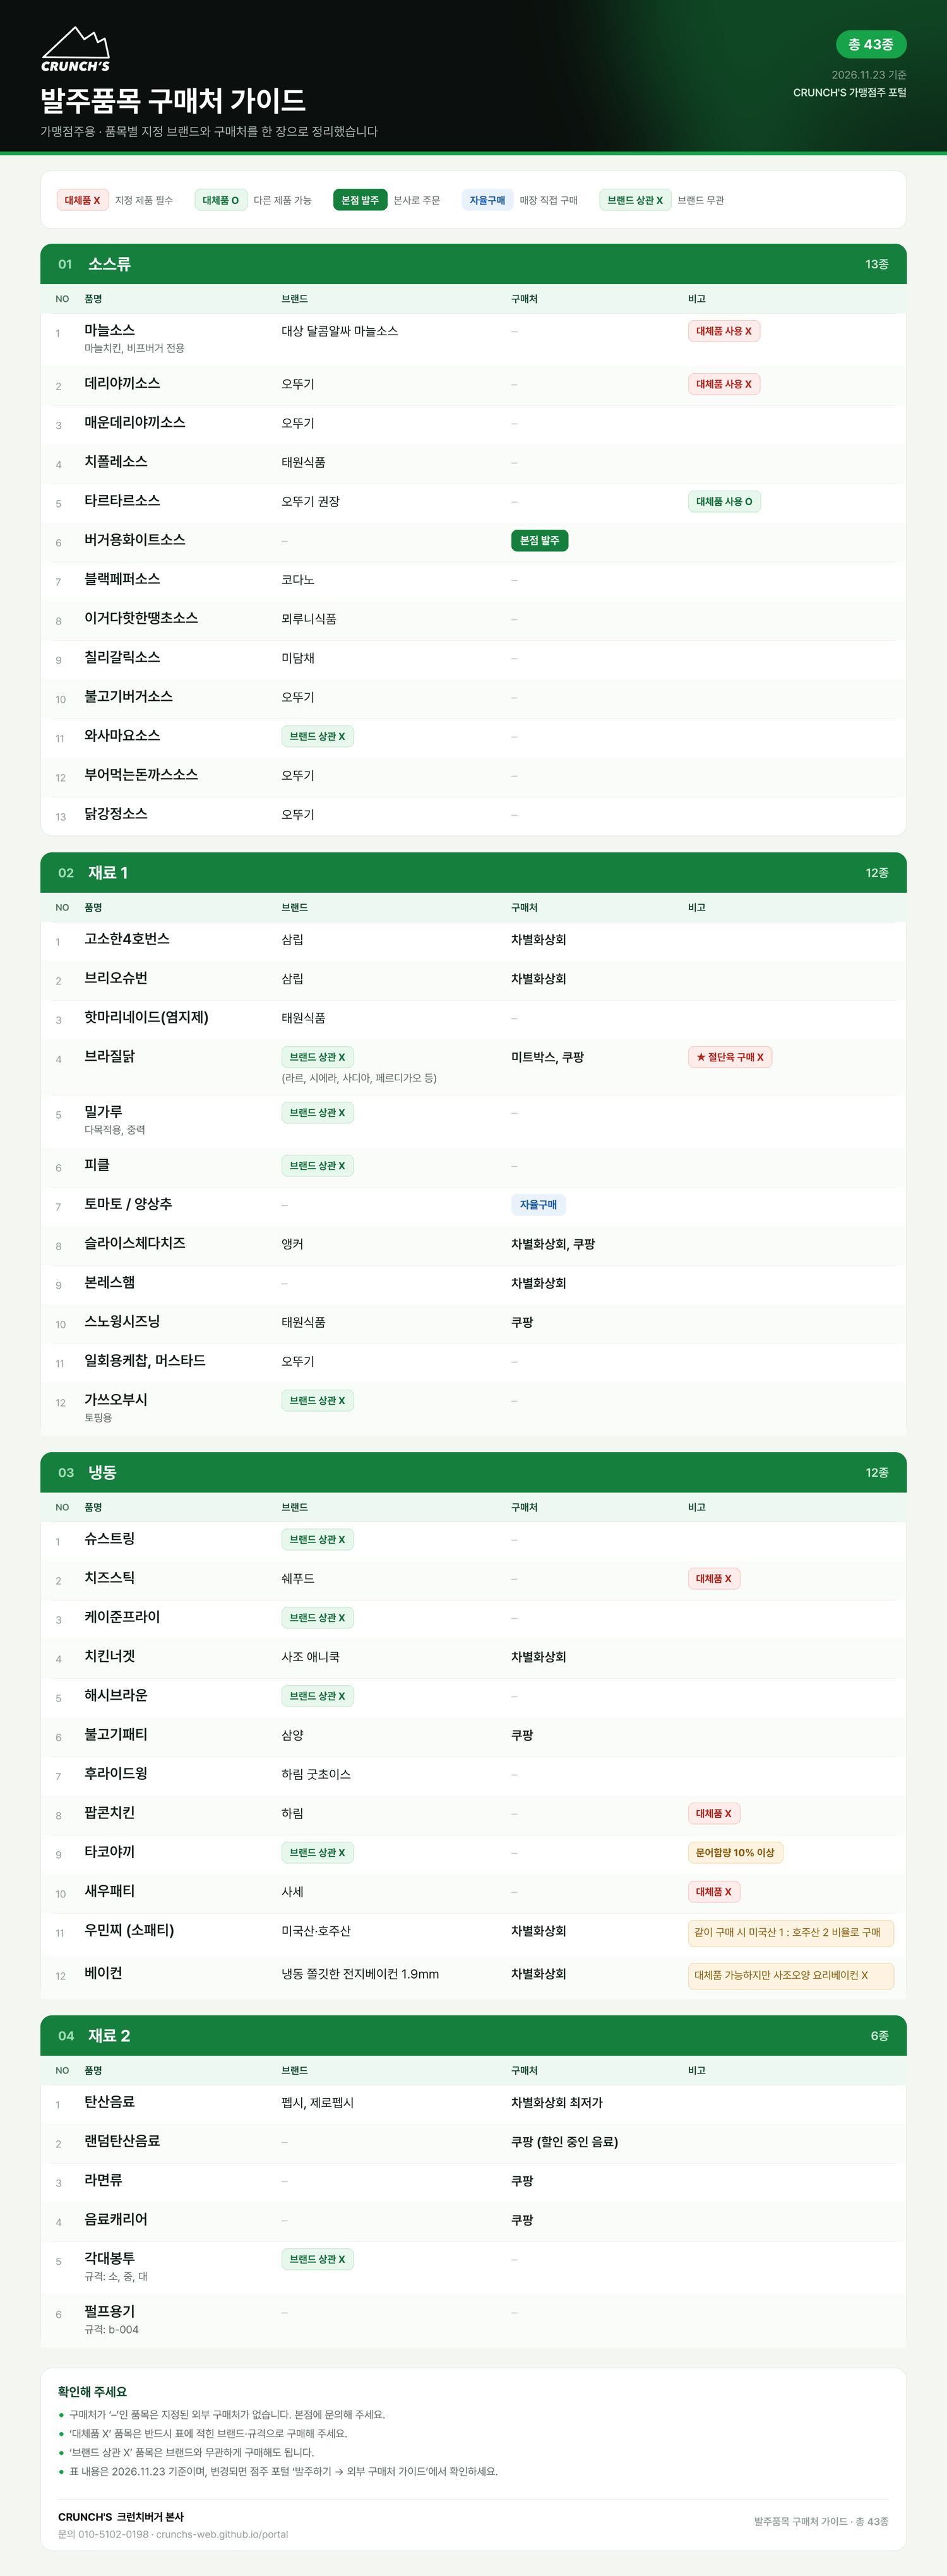 CRUNCH'S
발주품목 구매처 가이드
가맹점주용 · 품목별 지정 브랜드와 구매처를 한 장으로 정리했습니다
총 43종
2026.11.23 기준
CRUNCH'S 가맹점주 포털
대체품 X 지정 제품 필수 대체품 O 다른 제품 가능 본점 발주 본사로 주문 자율구매 매장 직접 구매 브랜드 상관 X 브랜드 무관
01 소스류 13종
NO 품명 브랜드 구매처 비고
1 마늘소스 대상 달콤알싸 마늘소스 – 대체품 사용 X
마늘치킨, 비프버거 전용
2 데리야끼소스 오뚜기 – 대체품 사용 X
3 매운데리야끼소스 오뚜기 –
4 치폴레소스 태원식품 –
5 타르타르소스 오뚜기 권장 – 대체품 사용 O
6 버거용화이트소스 – 본점 발주
7 블랙페퍼소스 코다노 –
8 이거다핫한땡초소스 뫼루니식품 –
9 칠리갈릭소스 미담채 –
10 불고기버거소스 오뚜기 –
11 와사마요소스 브랜드 상관 X –
12 부어먹는돈까스소스 오뚜기 –
13 닭강정소스 오뚜기 –
02 재료 1 12종
NO 품명 브랜드 구매처 비고
1 고소한4호번스 삼립 차별화상회
2 브리오슈번 삼립 차별화상회
3 핫마리네이드(염지제) 태원식품 –
4 브라질닭 브랜드 상관 X 미트박스, 쿠팡 ★ 절단육 구매 X
(라르, 시에라, 사디아, 페르디가오 등)
5 밀가루 브랜드 상관 X –
다목적용, 중력
6 피클 브랜드 상관 X –
7 토마토 / 양상추 – 자율구매
8 슬라이스체다치즈 앵커 차별화상회, 쿠팡
9 본레스햄 – 차별화상회
10 스노윙시즈닝 태원식품 쿠팡
11 일회용케찹, 머스타드 오뚜기 –
12 가쓰오부시 브랜드 상관 X –
토핑용
03 냉동 12종
NO 품명 브랜드 구매처 비고
1 슈스트링 브랜드 상관 X –
2 치즈스틱 쉐푸드 – 대체품 X
3 케이준프라이 브랜드 상관 X –
4 치킨너겟 사조 애니쿡 차별화상회
5 해시브라운 브랜드 상관 X –
6 불고기패티 삼양 쿠팡
7 후라이드윙 하림 굿초이스 –
8 팝콘치킨 하림 – 대체품 X
9 타코야끼 브랜드 상관 X – 문어함량 10% 이상
10 새우패티 사세 – 대체품 X
11 우민찌 (소패티) 미국산·호주산 차별화상회 같이 구매 시 미국산 1 : 호주산 2 비율로 구매
12 베이컨 냉동 쫄깃한 전지베이컨 1.9mm 차별화상회 대체품 가능하지만 사조오양 요리베이컨 X
04 재료 2 6종
NO 품명 브랜드 구매처 비고
1 탄산음료 펩시, 제로펩시 차별화상회 최저가
2 랜덤탄산음료 – 쿠팡 (할인 중인 음료)
3 라면류 – 쿠팡
4 음료캐리어 – 쿠팡
5 각대봉투 브랜드 상관 X –
규격: 소, 중, 대
6 펄프용기 – –
규격: b-004
확인해 주세요
• 구매처가 '–'인 품목은 지정된 외부 구매처가 없습니다. 본점에 문의해 주세요.
• '대체품 X' 품목은 반드시 표에 적힌 브랜드·규격으로 구매해 주세요.
• '브랜드 상관 X' 품목은 브랜드와 무관하게 구매해도 됩니다.
• 표 내용은 2026.11.23 기준이며, 변경되면 점주 포털 '발주하기 → 외부 구매처 가이드'에서 확인하세요.
CRUNCH'S 크런치버거 본사
문의 010-5102-0198 · crunchs-web.github.io/portal
발주품목 구매처 가이드 · 총 43종